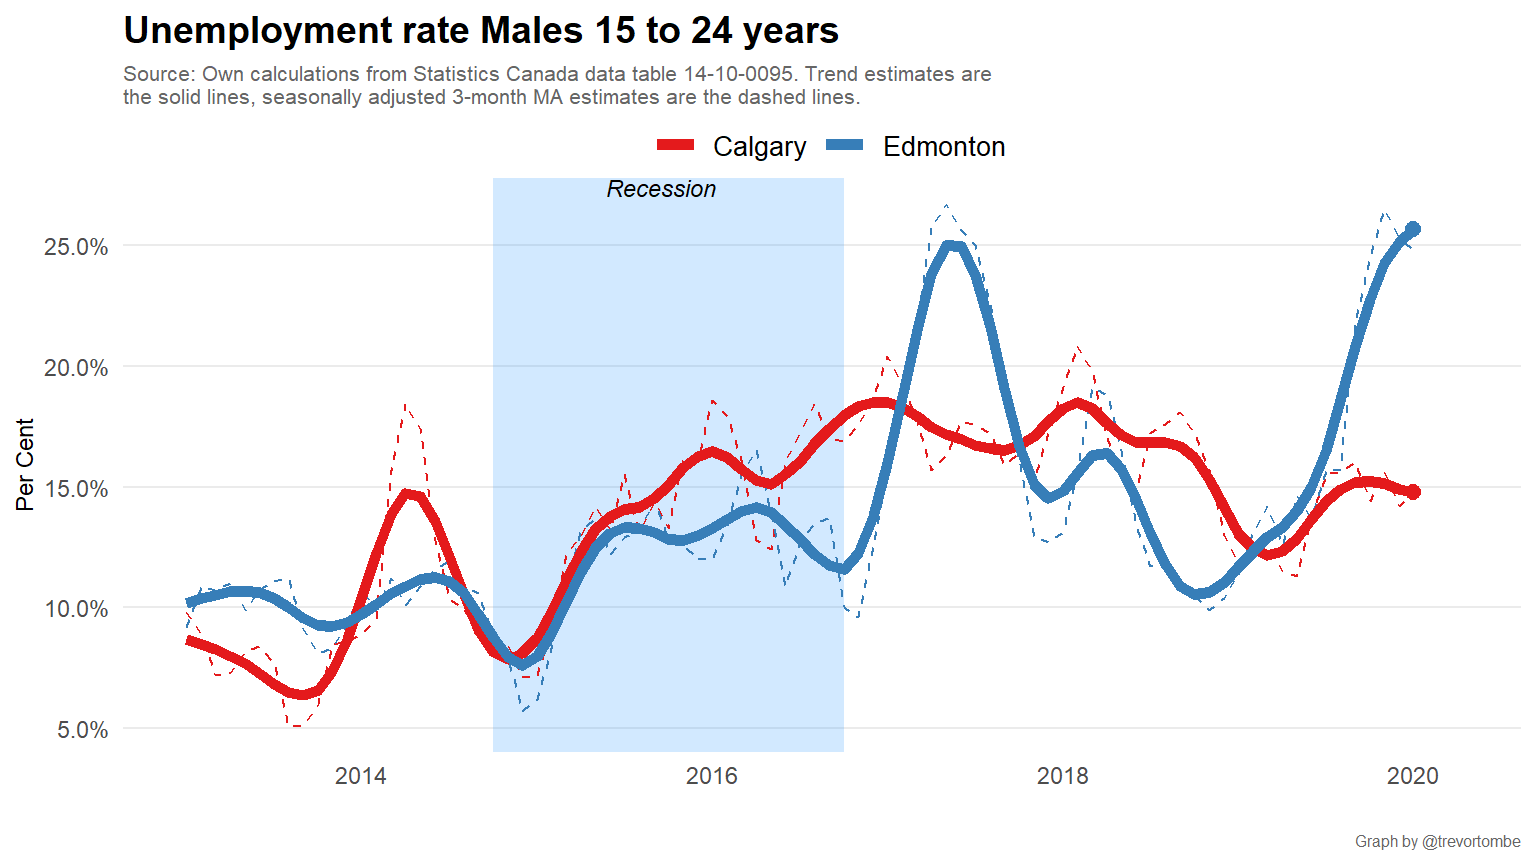 Unemployment rate Males 15 to 24 years
Source: Own calculations from Statistics Canada data table 14-10-0095. Trend estimates are
the solid lines, seasonally adjusted 3-month MA estimates are the dashed lines.
Calgary Edmonton
Recession
25.0%
20.0%
15.0%
10.0%
5.0%
Per Cent
2014 2016 2018 2020
Graph by @trevortombe